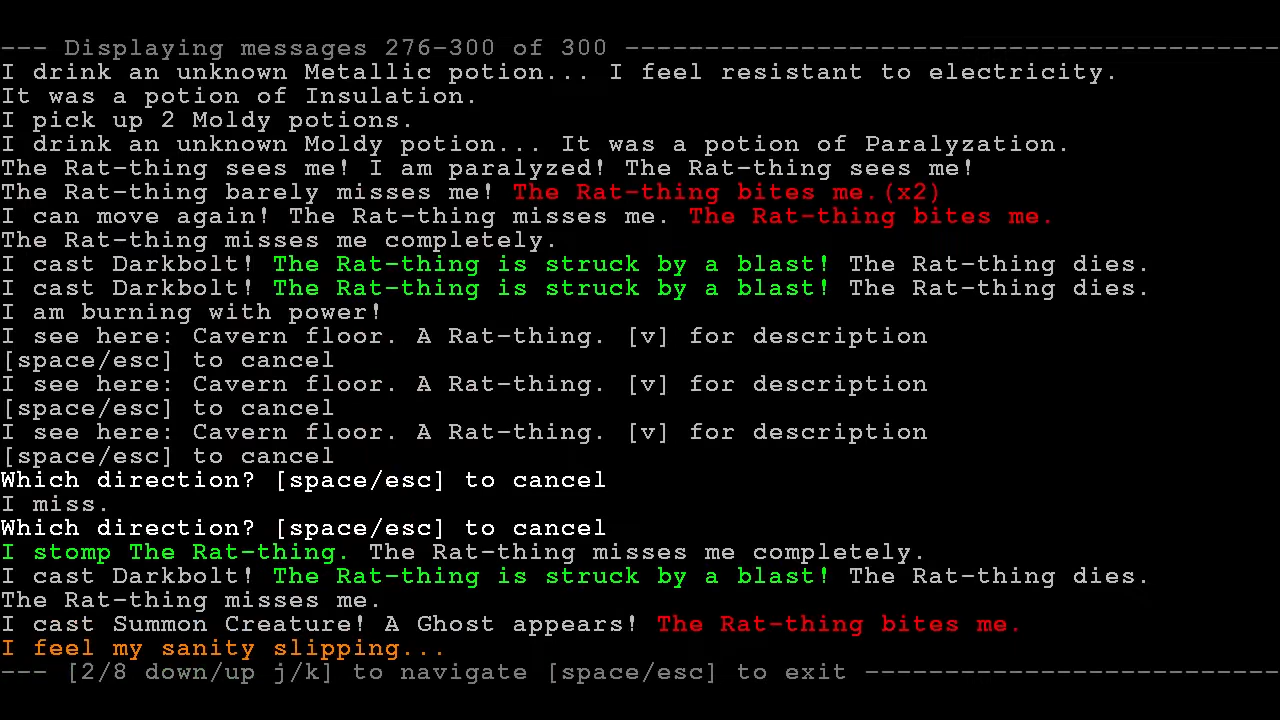 --- Displaying messages 276-300 of 300 -----------------------------------------
I drink an unknown Metallic potion... I feel resistant to electricity.
It was a potion of Insulation.
I pick up 2 Moldy potions.
I drink an unknown Moldy potion... It was a potion of Paralyzation.
The Rat-thing sees me! I am paralyzed! The Rat-thing sees me!
The Rat-thing barely misses me! The Rat-thing bites me.(x2)
I can move again! The Rat-thing misses me. The Rat-thing bites me.
The Rat-thing misses me completely.
I cast Darkbolt! The Rat-thing is struck by a blast! The Rat-thing dies.
I cast Darkbolt! The Rat-thing is struck by a blast! The Rat-thing dies.
I am burning with power!
I see here: Cavern floor. A Rat-thing. [v] for description
[space/esc] to cancel
I see here: Cavern floor. A Rat-thing. [v] for description
[space/esc] to cancel
I see here: Cavern floor. A Rat-thing. [v] for description
[space/esc] to cancel
Which direction? [space/esc] to cancel
I miss.
Which direction? [space/esc] to cancel
I stomp The Rat-thing. The Rat-thing misses me completely.
I cast Darkbolt! The Rat-thing is struck by a blast! The Rat-thing dies.
The Rat-thing misses me.
I cast Summon Creature! A Ghost appears! The Rat-thing bites me.
I feel my sanity slipping...
--- [2/8 down/up j/k] to navigate [space/esc] to exit --------------------------